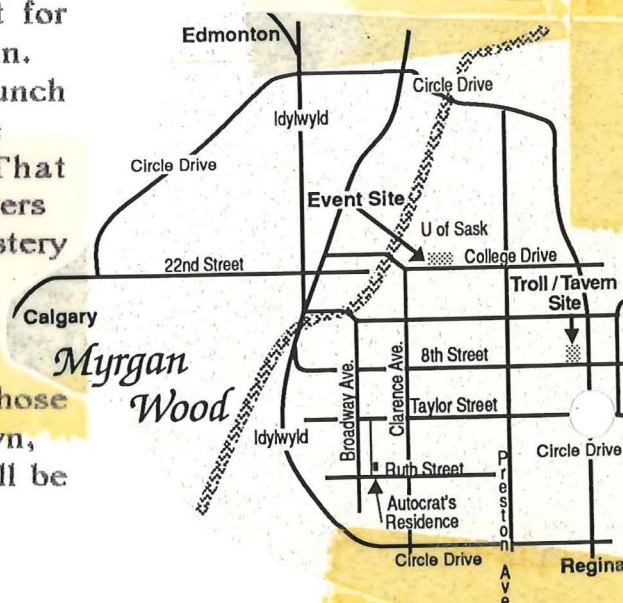 t for
n.
unch
That
ers
stery
hose
vn,
ll be
Edmonton
Circle Drive
Idylwyld
Circle Drive
Event Site
U of Sask
22nd Street
College Drive
Troll / Tavern
Site
Calgary
Myrgan
Wood
8th Street
Broadway Ave.
Clarence Ave.
Taylor Street
Idylwyld
Circle Drive
Ruth Street
Preston Ave
Autocrat's
Residence
Circle Drive
Regina